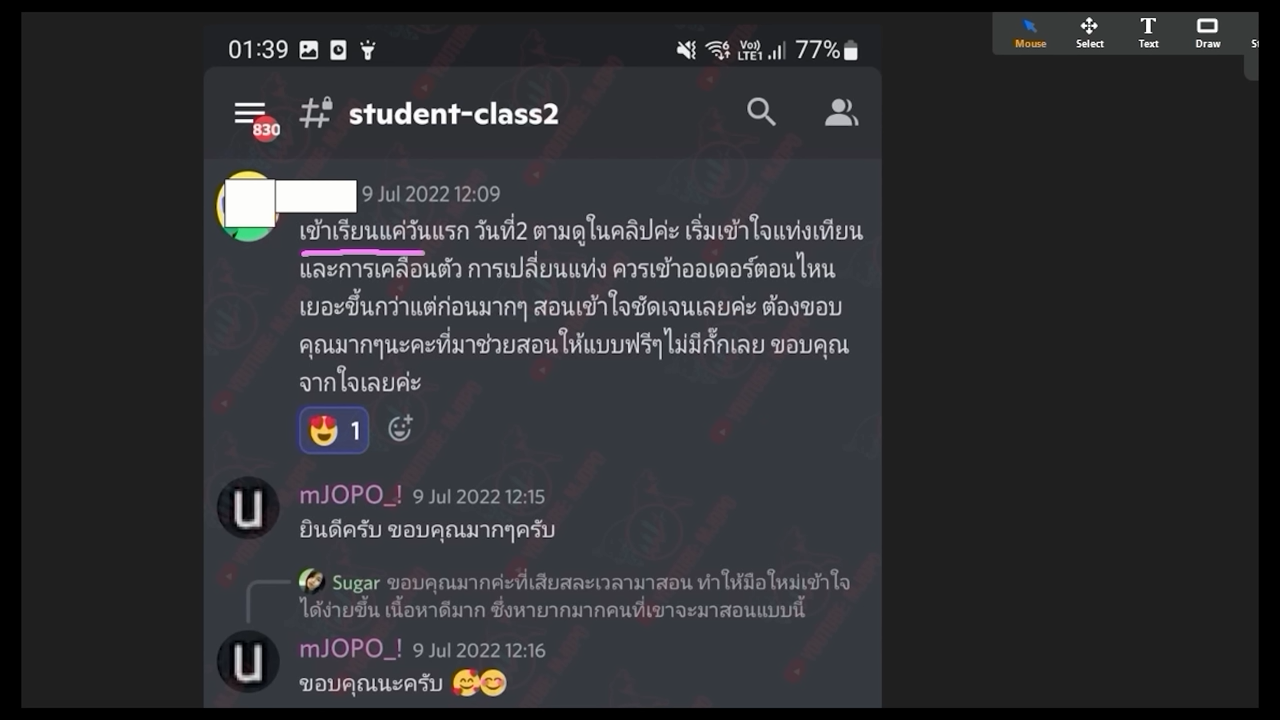 01:39
Vo)) LTE1 77%
Mouse Select Text Draw
830
# student-class2
9 Jul 2022 12:09
เข้าเรียนแค่วันแรก วันที่2 ตามดูในคลิปค่ะ เริ่มเข้าใจแท่งเทียน
และการเคลื่อนตัว การเปลี่ยนแท่ง ควรเข้าออเดอร์ตอนไหน
เยอะขึ้นกว่าแต่ก่อนมากๆ สอนเข้าใจชัดเจนเลยค่ะ ต้องขอบ
คุณมากๆนะคะที่มาช่วยสอนให้แบบฟรีๆไม่มีกั๊กเลย ขอบคุณ
จากใจเลยค่ะ
1
mJOPO_! 9 Jul 2022 12:15
ยินดีครับ ขอบคุณมากๆครับ
Sugar ขอบคุณมากค่ะที่เสียสละเวลามาสอน ทำให้มือใหม่เข้าใจ
ได้ง่ายขึ้น เนื้อหาดีมาก ซึ่งหายากมากคนที่เขาจะมาสอนแบบนี้
mJOPO_! 9 Jul 2022 12:16
ขอบคุณนะครับ